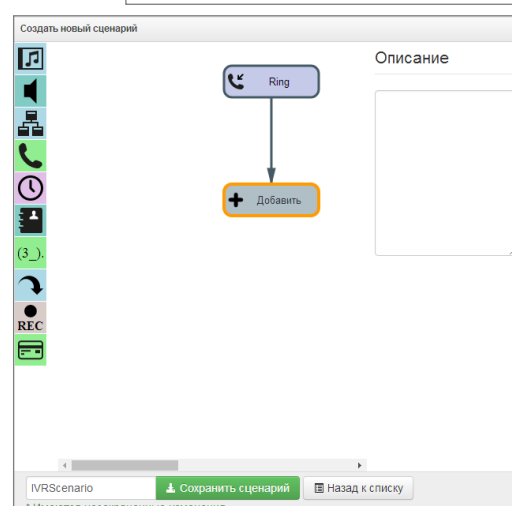 Создать новый сценарий
Описание
Ring
Добавить
(3_).
REC
IVRScenario
Сохранить сценарий
Назад к списку